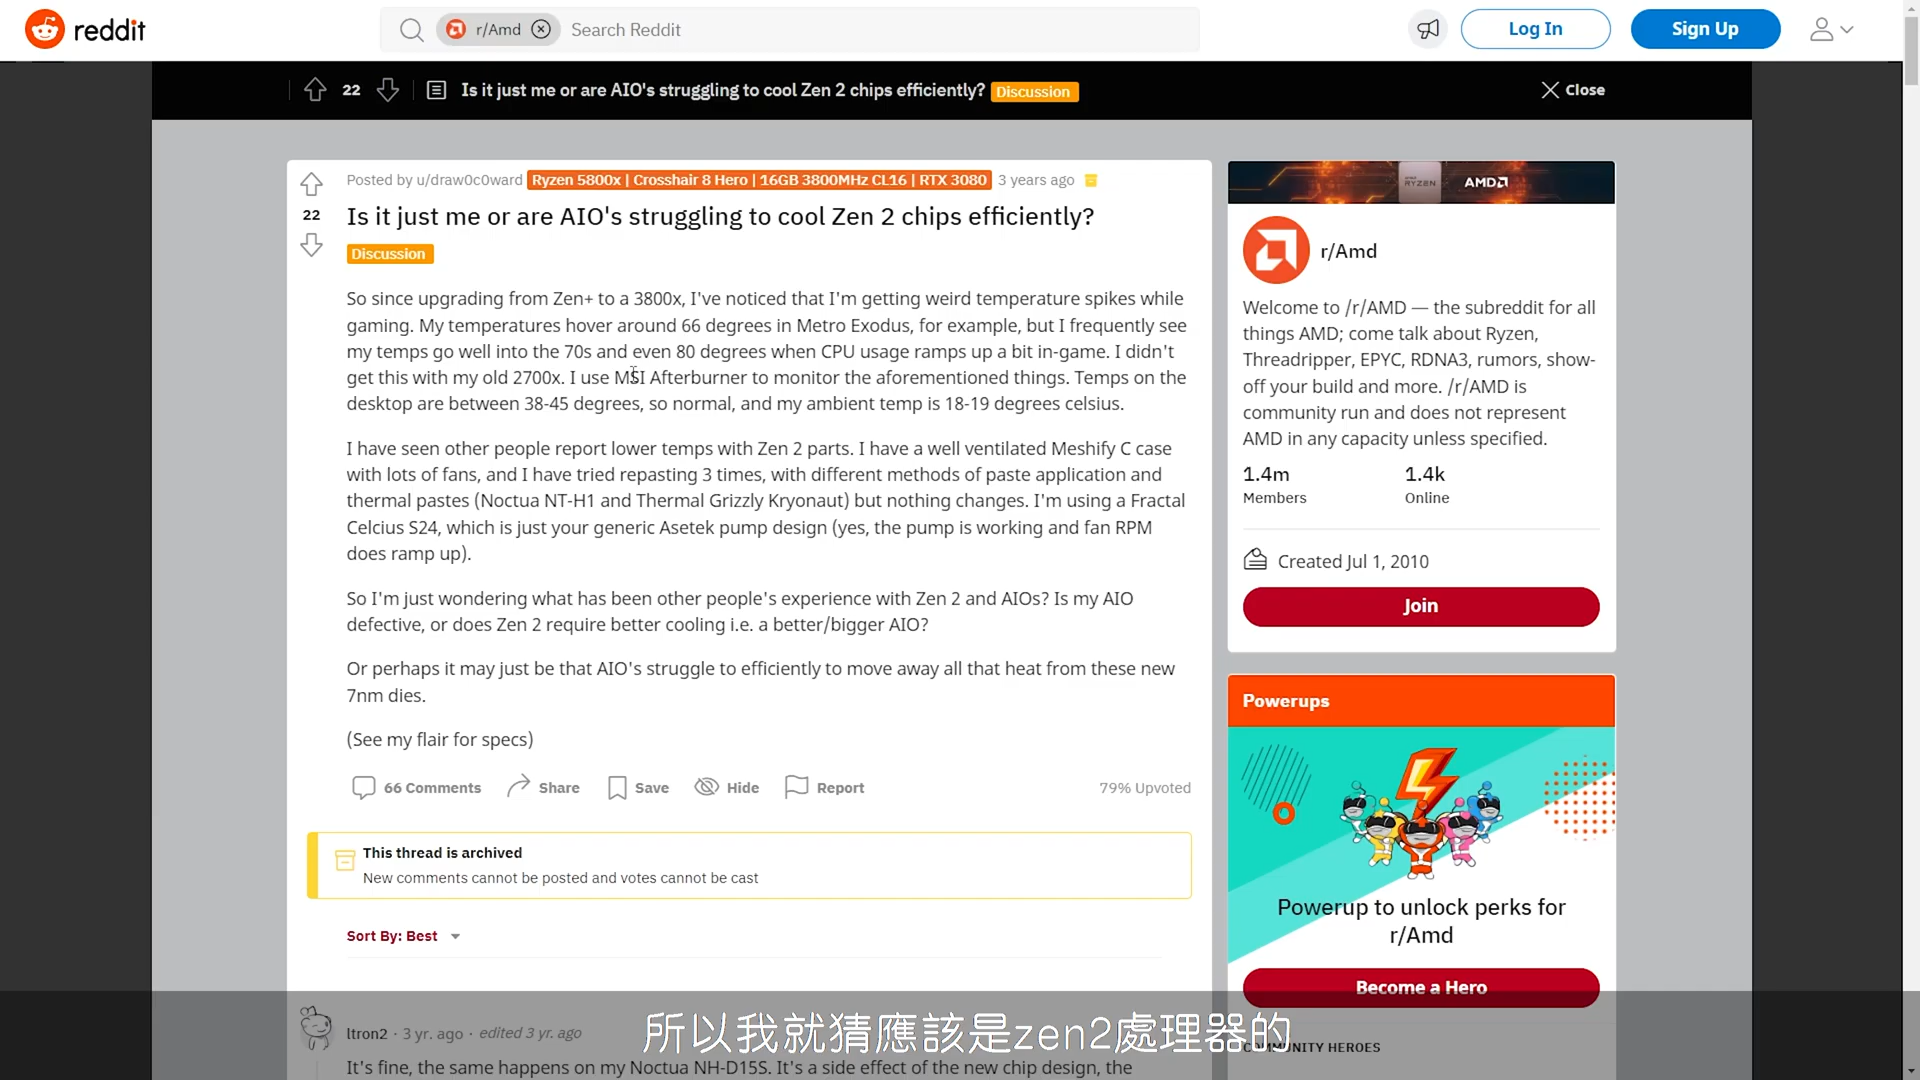 reddit
r/Amd
Search Reddit
Log In
Sign Up
22
Is it just me or are AIO's struggling to cool Zen 2 chips efficiently? Discussion
Close
Posted by u/draw0c0ward Ryzen 5800x | Crosshair 8 Hero | 16GB 3800MHz CL16 | RTX 3080 3 years ago
22
Is it just me or are AIO's struggling to cool Zen 2 chips efficiently?
Discussion
So since upgrading from Zen+ to a 3800x, I've noticed that I'm getting weird temperature spikes while
gaming. My temperatures hover around 66 degrees in Metro Exodus, for example, but I frequently see
my temps go well into the 70s and even 80 degrees when CPU usage ramps up a bit in-game. I didn't
get this with my old 2700x. I use MSI Afterburner to monitor the aforementioned things. Temps on the
desktop are between 38-45 degrees, so normal, and my ambient temp is 18-19 degrees celsius.
I have seen other people report lower temps with Zen 2 parts. I have a well ventilated Meshify C case
with lots of fans, and I have tried repasting 3 times, with different methods of paste application and
thermal pastes (Noctua NT-H1 and Thermal Grizzly Kryonaut) but nothing changes. I'm using a Fractal
Celcius S24, which is just your generic Asetek pump design (yes, the pump is working and fan RPM
does ramp up).
So I'm just wondering what has been other people's experience with Zen 2 and AIOs? Is my AIO
defective, or does Zen 2 require better cooling i.e. a better/bigger AIO?
Or perhaps it may just be that AIO's struggle to efficiently to move away all that heat from these new
7nm dies.
(See my flair for specs)
66 Comments
Share
Save
Hide
Report
79% Upvoted
This thread is archived
New comments cannot be posted and votes cannot be cast
Sort By: Best
ltron2 · 3 yr. ago · edited 3 yr. ago
It's fine, the same happens on my Noctua NH-D15S. It's a side effect of the new chip design, the
RYZEN
AMD
r/Amd
Welcome to /r/AMD — the subreddit for all
things AMD; come talk about Ryzen,
Threadripper, EPYC, RDNA3, rumors, show-
off your build and more. /r/AMD is
community run and does not represent
AMD in any capacity unless specified.
1.4m
Members
1.4k
Online
Created Jul 1, 2010
Join
Powerups
Powerup to unlock perks for
r/Amd
Become a Hero
COMMUNITY HEROES
所以我就猜應該是zen2處理器的